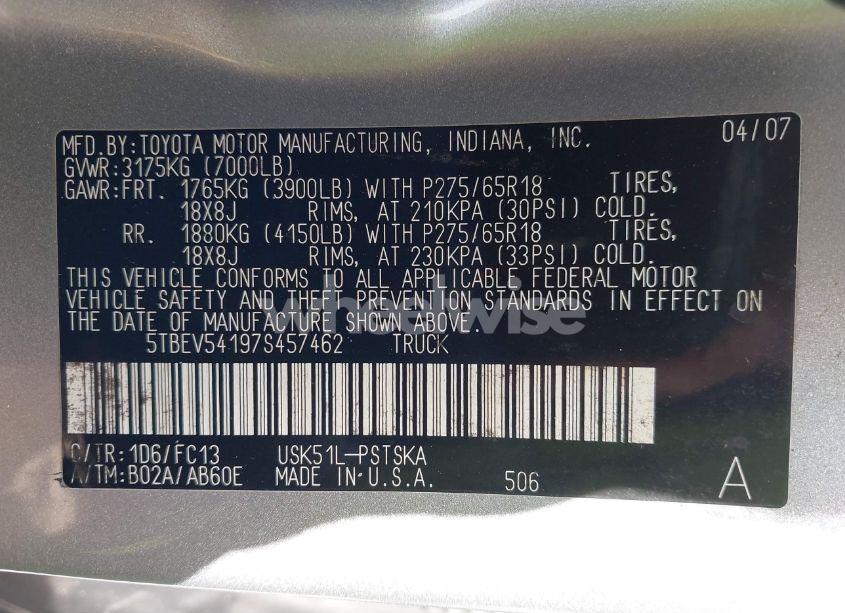 MFD.BY:TOYOTA MOTOR MANUFACTURING, INDIANA, INC. 04/07
GVWR:3175KG (7000LB)
GAWR:FRT. 1765KG (3900LB) WITH P275/65R18 TIRES,
18X8J RIMS, AT 210KPA (30PSI) COLD.
RR. 1880KG (4150LB) WITH P275/65R18 TIRES,
18X8J RIMS, AT 230KPA (33PSI) COLD.
THIS VEHICLE CONFORMS TO ALL APPLICABLE FEDERAL MOTOR
VEHICLE SAFETY AND THEFT PREVENTION STANDARDS IN EFFECT ON
THE DATE OF MANUFACTURE SHOWN ABOVE.
wheelwise
5TBEV54197S457462 TRUCK
C/TR:1D6/FC13 USK51L-PSTSKA
A/TM:B02A/AB60E MADE IN U.S.A. 506 A